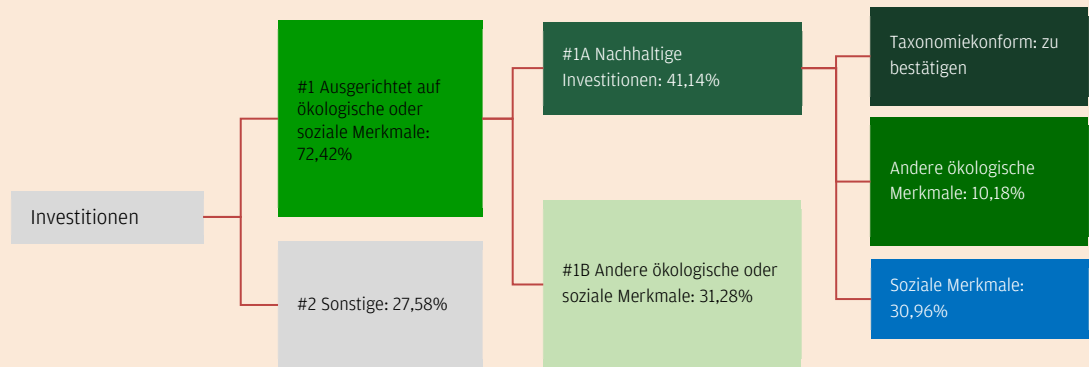 Investitionen
#1 Ausgerichtet auf
ökologische oder
soziale Merkmale:
72,42%
#2 Sonstige: 27,58%
#1A Nachhaltige
Investitionen: 41,14%
#1B Andere ökologische oder
soziale Merkmale: 31,28%
Taxonomiekonform: zu
bestätigen
Andere ökologische
Merkmale: 10,18%
Soziale Merkmale:
30,96%